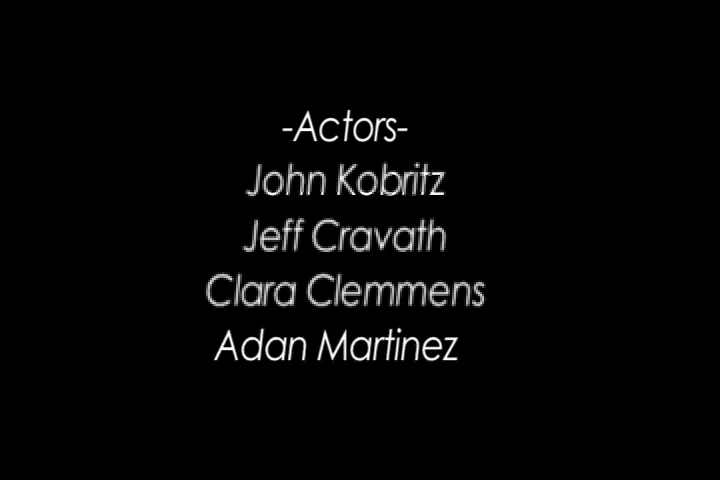 -Actors-
John Kobritz
Jeff Cravath
Clara Clemmens
Adan Martinez